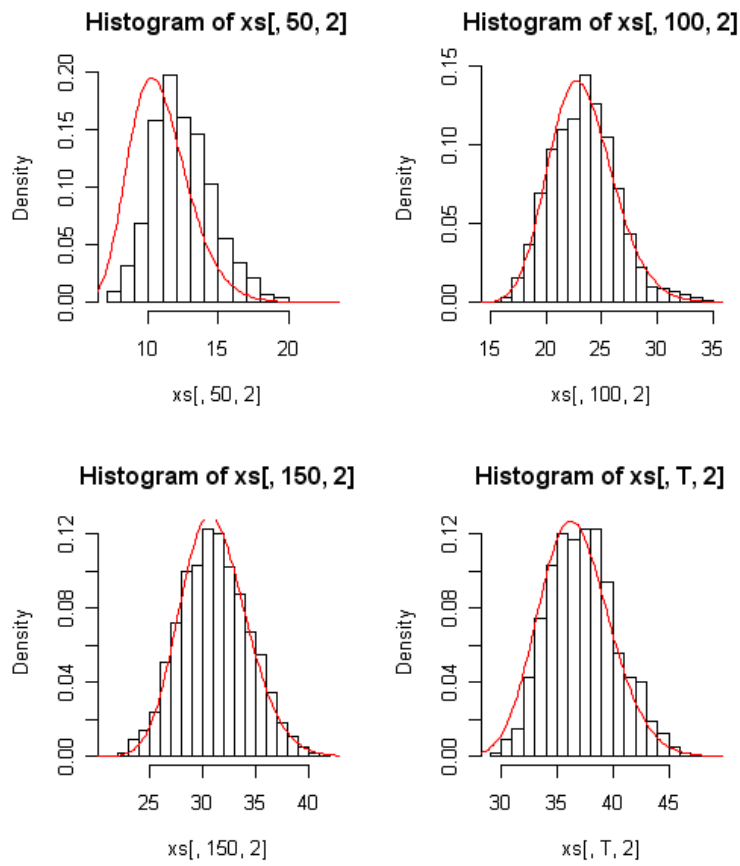 Histogram of xs[, 50, 2]
Density
0.00 0.05 0.10 0.15 0.20
10 15 20
xs[, 50, 2]
Histogram of xs[, 100, 2]
Density
0.00 0.05 0.10 0.15
15 20 25 30 35
xs[, 100, 2]
Histogram of xs[, 150, 2]
Density
0.00 0.04 0.08 0.12
25 30 35 40
xs[, 150, 2]
Histogram of xs[, T, 2]
Density
0.00 0.04 0.08 0.12
30 35 40 45
xs[, T, 2]